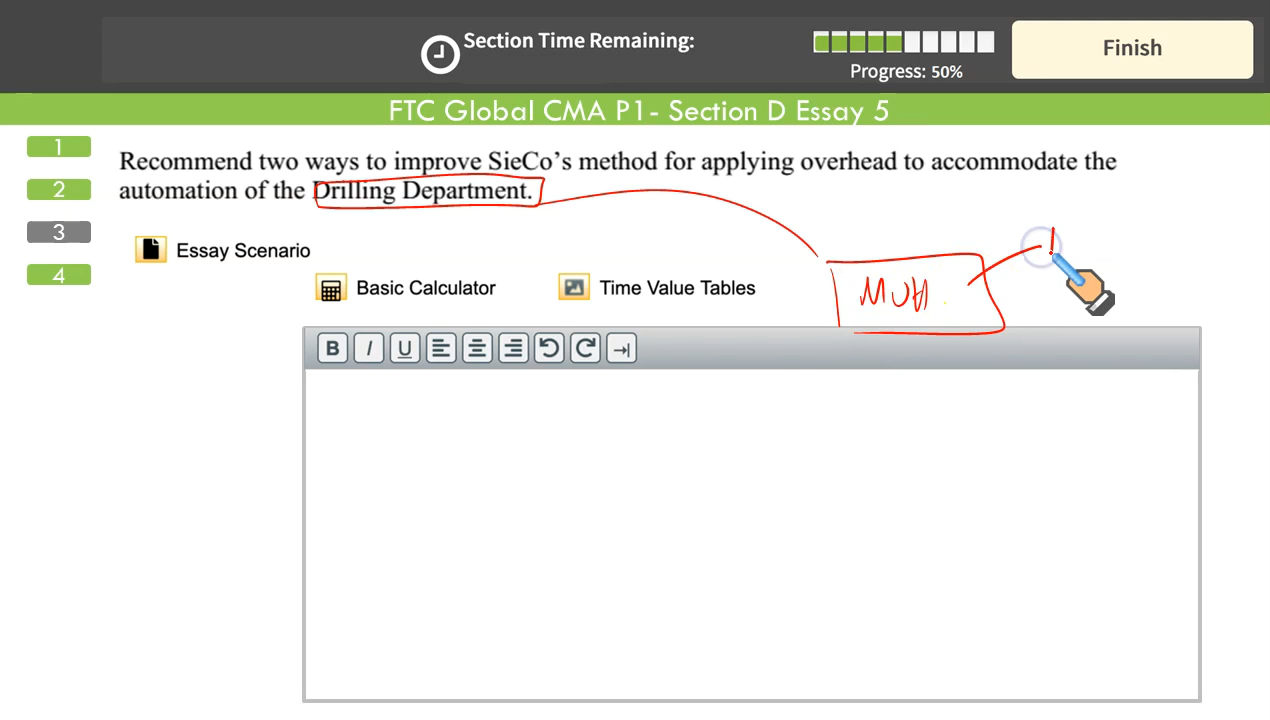 Section Time Remaining:
Progress: 50%
Finish
FTC Global CMA P1- Section D Essay 5
1
2
3
4
Recommend two ways to improve SieCo’s method for applying overhead to accommodate the
automation of the Drilling Department.
Essay Scenario
Basic Calculator
Time Value Tables
MOH
B I U